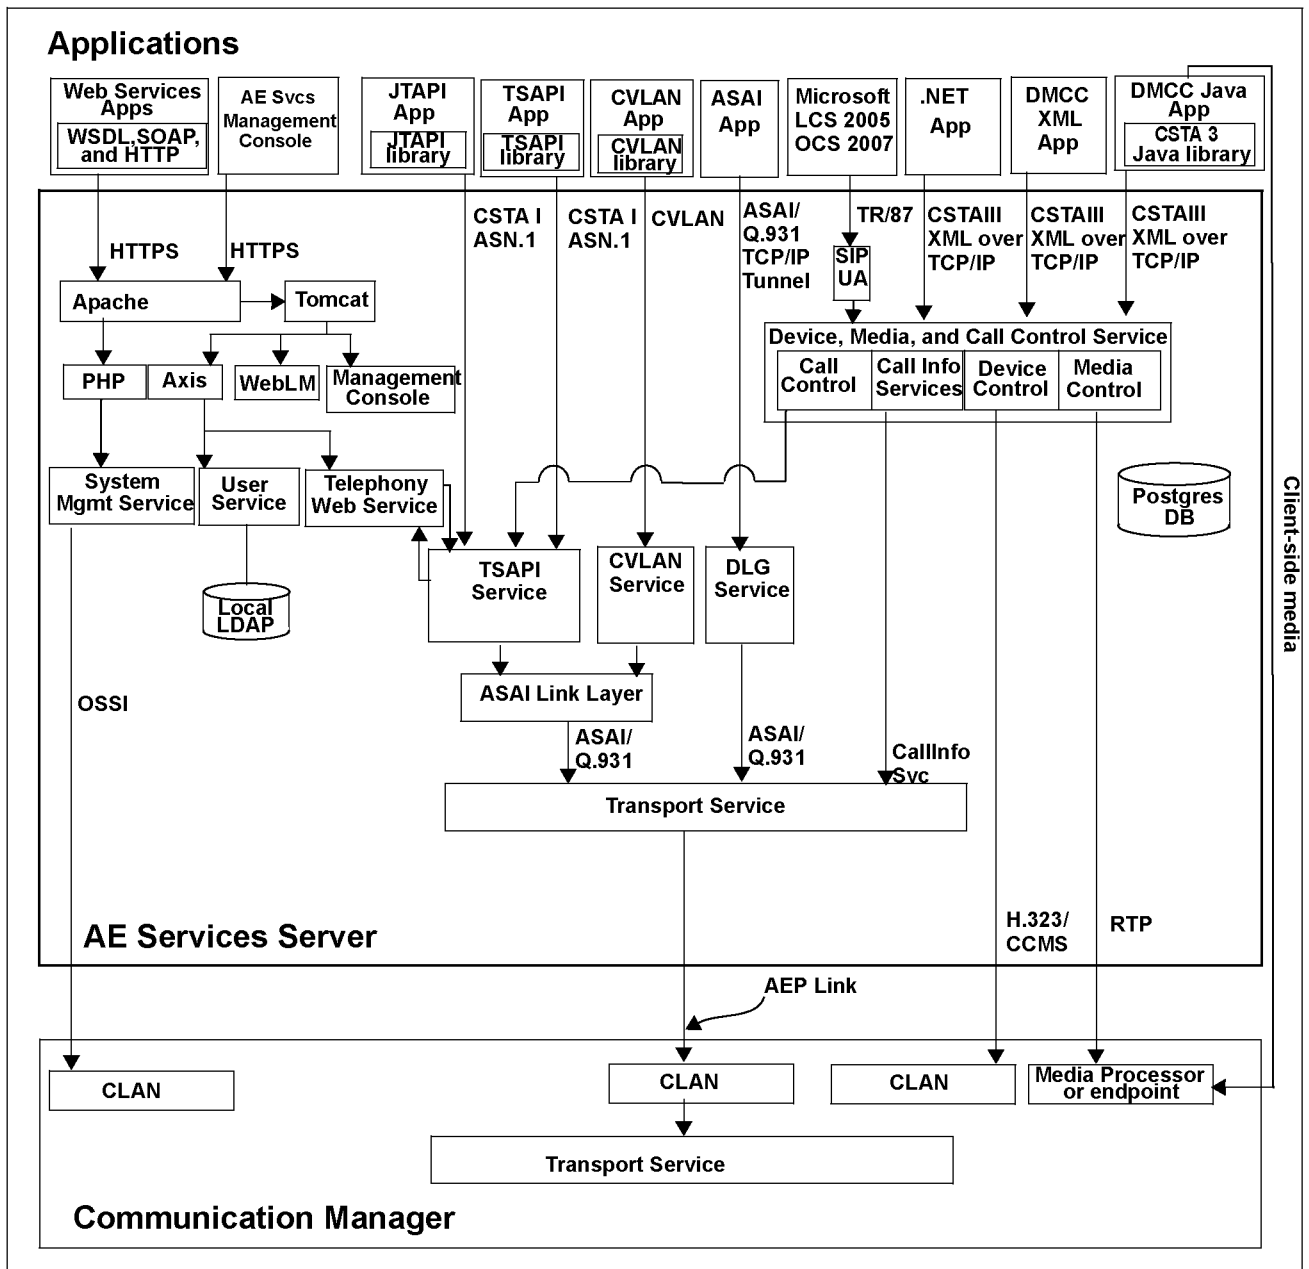 Applications
Web Services
Apps
WSDL,SOAP,
and HTTP
AE Svcs
Management
Console
JTAPI
App
JTAPI
library
TSAPI
App
TSAPI
library
CVLAN
App
CVLAN
library
ASAI
App
Microsoft
LCS 2005
OCS 2007
.NET
App
DMCC
XML
App
DMCC Java
App
CSTA 3
Java library
HTTPS
HTTPS
CSTA I
ASN.1
CSTA I
ASN.1
CVLAN
ASAI/
Q.931
TCP/IP
Tunnel
TR/87
SIP
UA
CSTAIII
XML over
TCP/IP
CSTAIII
XML over
TCP/IP
CSTAIII
XML over
TCP/IP
Apache
Tomcat
Device, Media, and Call Control Service
Call
Control
Call Info
Services
Device
Control
Media
Control
PHP
Axis
WebLM
Management
Console
System
Mgmt Service
User
Service
Telephony
Web Service
Postgres
DB
Client-side media
TSAPI
Service
CVLAN
Service
DLG
Service
Local
LDAP
OSSI
ASAI Link Layer
ASAI/
Q.931
ASAI/
Q.931
CallInfo
Svc
Transport Service
H.323/
CCMS
RTP
AE Services Server
AEP Link
CLAN
CLAN
CLAN
Media Processor
or endpoint
Transport Service
Communication Manager